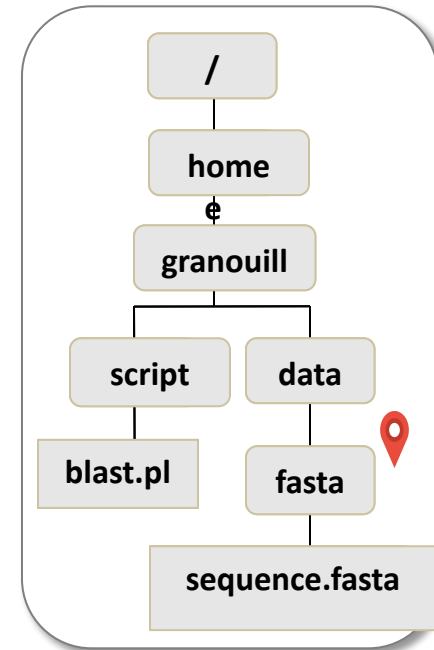 /
home
e
granouill
script
data
blast.pl
fasta
sequence.fasta